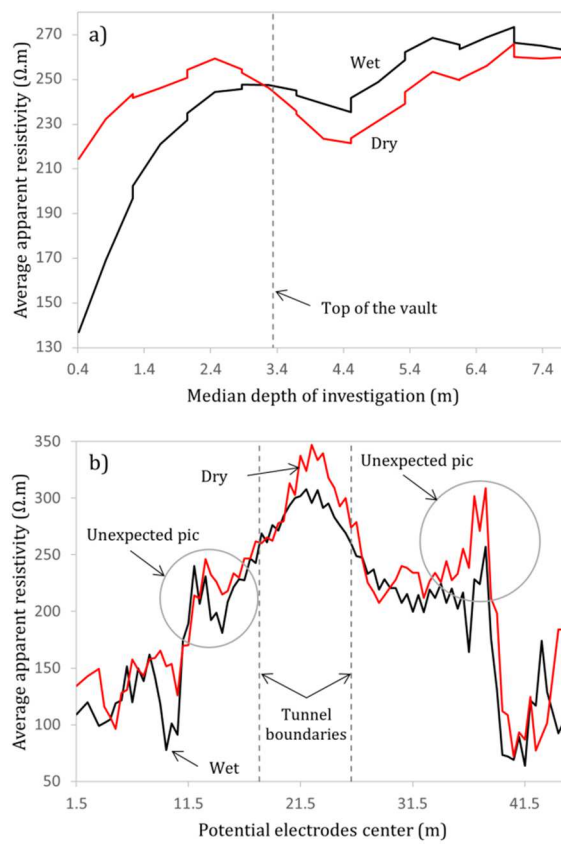 a)
Average apparent resistivity (Ω.m)
270
250
230
210
190
170
150
130
Wet
Dry
Top of the vault
0.4
1.4
2.4
3.4
4.4
5.4
6.4
7.4
Median depth of investigation (m)
b)
Average apparent resistivity (Ω.m)
350
300
250
200
150
100
50
Dry
Unexpected pic
Unexpected pic
Tunnel
boundaries
Wet
1.5
11.5
21.5
31.5
41.5
Potential electrodes center (m)